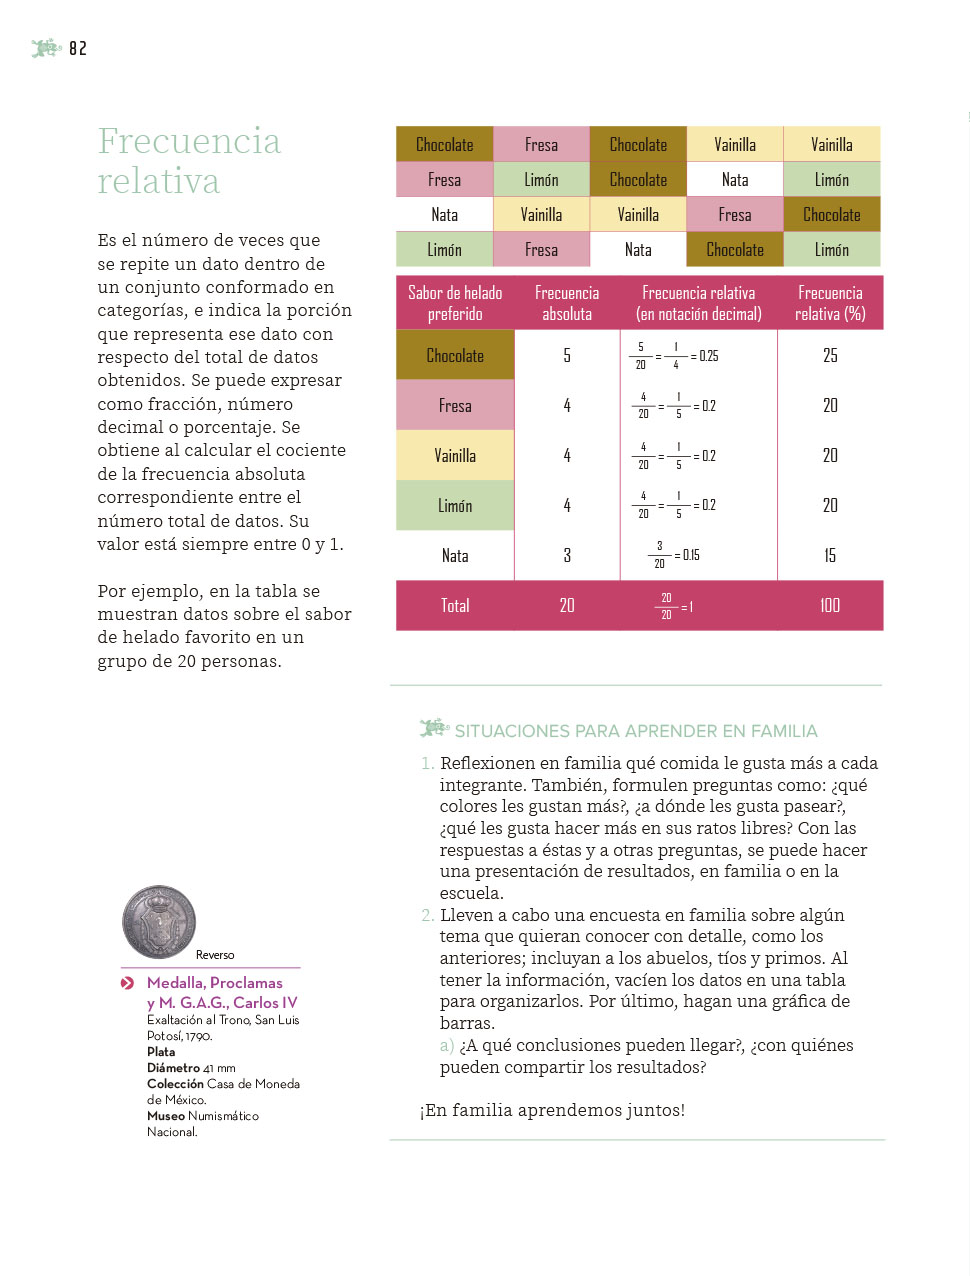 82
Frecuencia
relativa
Es el número de veces que
se repite un dato dentro de
un conjunto conformado en
categorías, e indica la porción
que representa ese dato con
respecto del total de datos
obtenidos. Se puede expresar
como fracción, número
decimal o porcentaje. Se
obtiene al calcular el cociente
de la frecuencia absoluta
correspondiente entre el
número total de datos. Su
valor está siempre entre 0 y 1.
Por ejemplo, en la tabla se
muestran datos sobre el sabor
de helado favorito en un
grupo de 20 personas.
Chocolate Fresa Chocolate Vainilla Vainilla
Fresa Limón Chocolate Nata Limón
Nata Vainilla Vainilla Fresa Chocolate
Limón Fresa Nata Chocolate Limón
Sabor de helado Frecuencia Frecuencia relativa Frecuencia
preferido absoluta (en notación decimal) relativa (%)
Chocolate 5 5/20 = 1/4 = 0.25 25
Fresa 4 4/20 = 1/5 = 0.2 20
Vainilla 4 4/20 = 1/5 = 0.2 20
Limón 4 4/20 = 1/5 = 0.2 20
Nata 3 3/20 = 0.15 15
Total 20 20/20 = 1 100
SITUACIONES PARA APRENDER EN FAMILIA
1. Reflexionen en familia qué comida le gusta más a cada
integrante. También, formulen preguntas como: ¿qué
colores les gustan más?, ¿a dónde les gusta pasear?,
¿qué les gusta hacer más en sus ratos libres? Con las
respuestas a éstas y a otras preguntas, se puede hacer
una presentación de resultados, en familia o en la
escuela.
2. Lleven a cabo una encuesta en familia sobre algún
tema que quieran conocer con detalle, como los
anteriores; incluyan a los abuelos, tíos y primos. Al
tener la información, vacíen los datos en una tabla
para organizarlos. Por último, hagan una gráfica de
barras.
a) ¿A qué conclusiones pueden llegar?, ¿con quiénes
pueden compartir los resultados?
¡En familia aprendemos juntos!
Reverso
Medalla, Proclamas
y M. G.A.G., Carlos IV
Exaltación al Trono, San Luis
Potosí, 1790.
Plata
Diámetro 41 mm
Colección Casa de Moneda
de México.
Museo Numismático
Nacional.